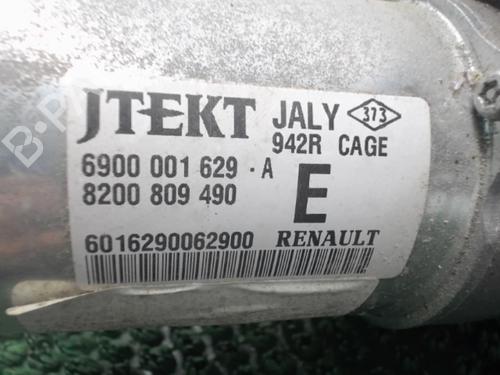 JTEKT JALY 373
942R CAGE
6900 001 629 · A
8200 809 490 E
6016290062900 RENAULT